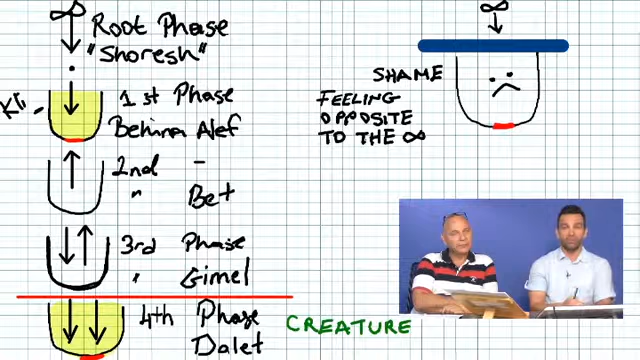 ∞
Root Phase
"Shoresh"
1st Phase
Behina Alef
2nd –
" Bet
3rd Phase
" Gimel
4th Phase
Dalet
CREATURE
∞
SHAME
FEELING
OPPOSITE
TO THE ∞